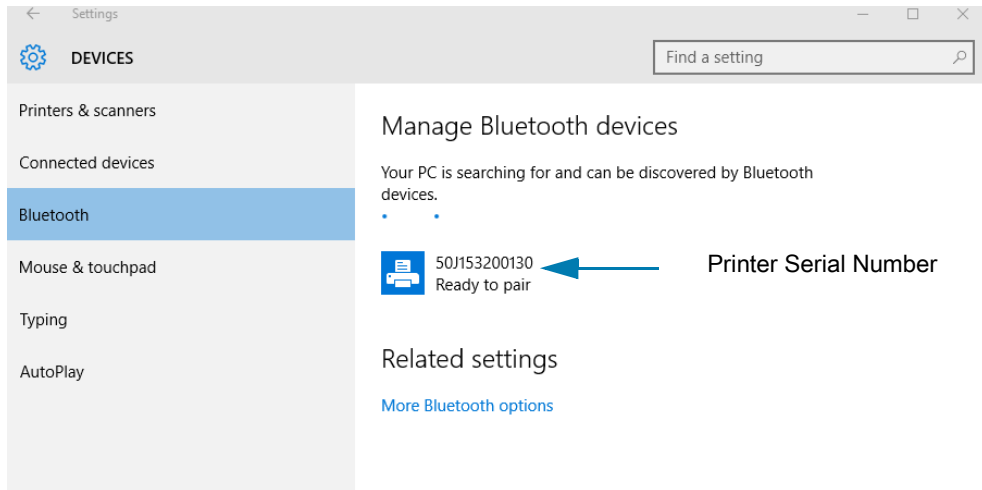 Settings
DEVICES
Find a setting
Printers & scanners
Connected devices
Bluetooth
Mouse & touchpad
Typing
AutoPlay
Manage Bluetooth devices
Your PC is searching for and can be discovered by Bluetooth
devices.
50J153200130
Ready to pair
Printer Serial Number
Related settings
More Bluetooth options